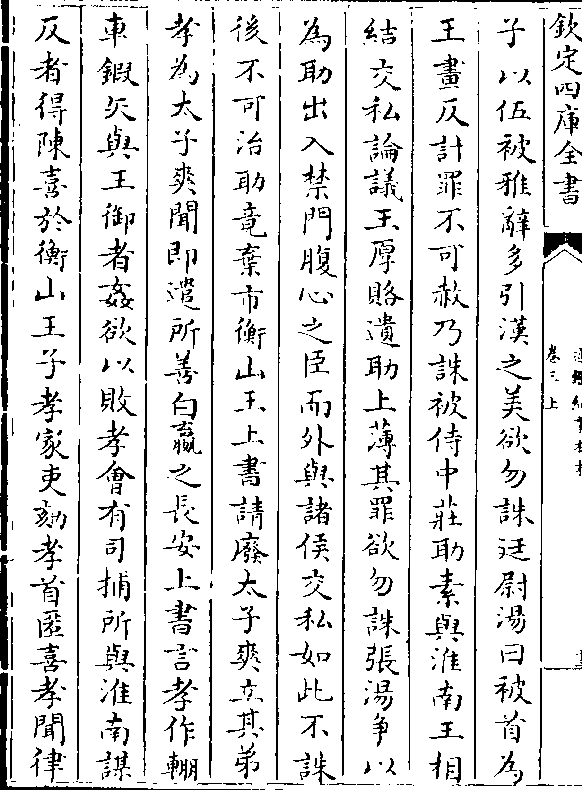 欽定四庫全書
卷三上
子以伍被雅辭多引漢之美欲勿誅廷尉湯曰被首為
王畫反計罪不可赦乃誅被侍中莊助素與淮南王相
結交私論議王厚賂遺助上薄其罪欲勿誅張湯爭以
為助出入禁門腹心之臣而外與諸侯交私如此不誅
後不可治助竟棄市衡山王上書請廢太子爽立其弟
孝為太子爽聞即遣所善白嬴之長安上書言孝作輣
車鍜矢與王御者姦欲以敗孝會有司捕所與淮南謀
反者得陳喜於衡山王子孝家吏劾孝首匿喜孝聞律